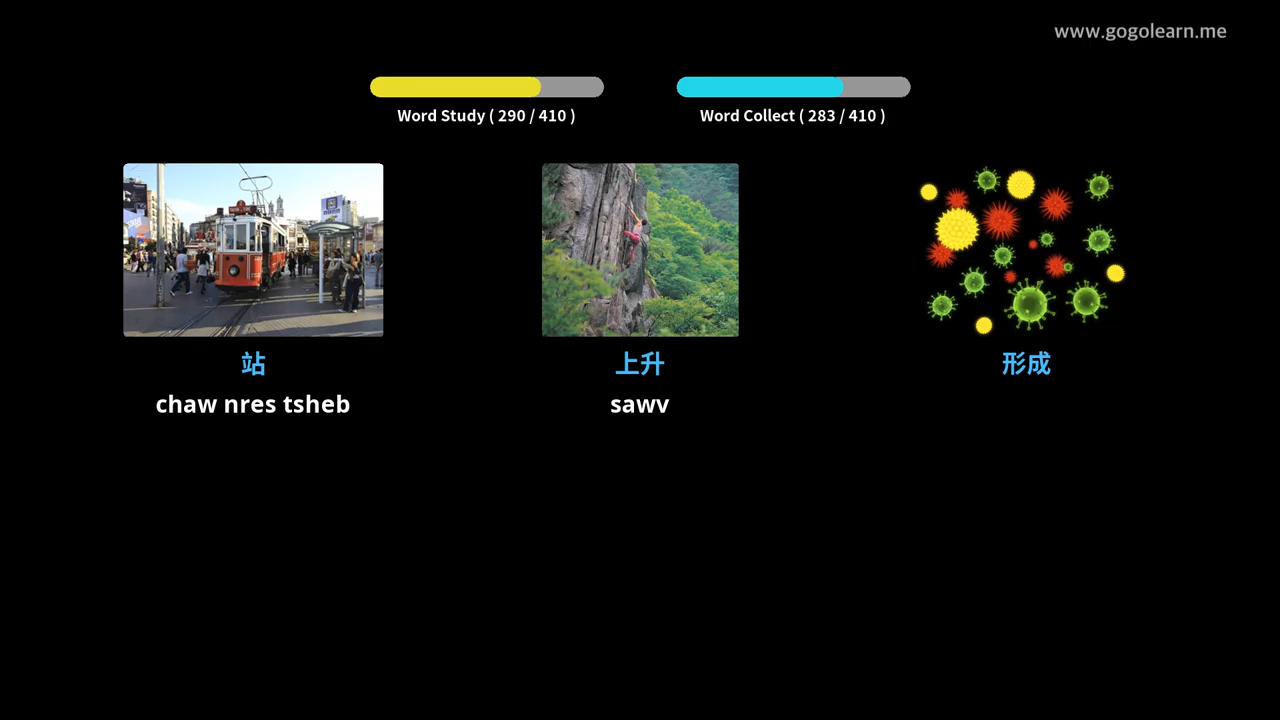 www.gogolearn.me
Word Study ( 290 / 410 )
Word Collect ( 283 / 410 )
站
上升
形成
chaw nres tsheb
sawv